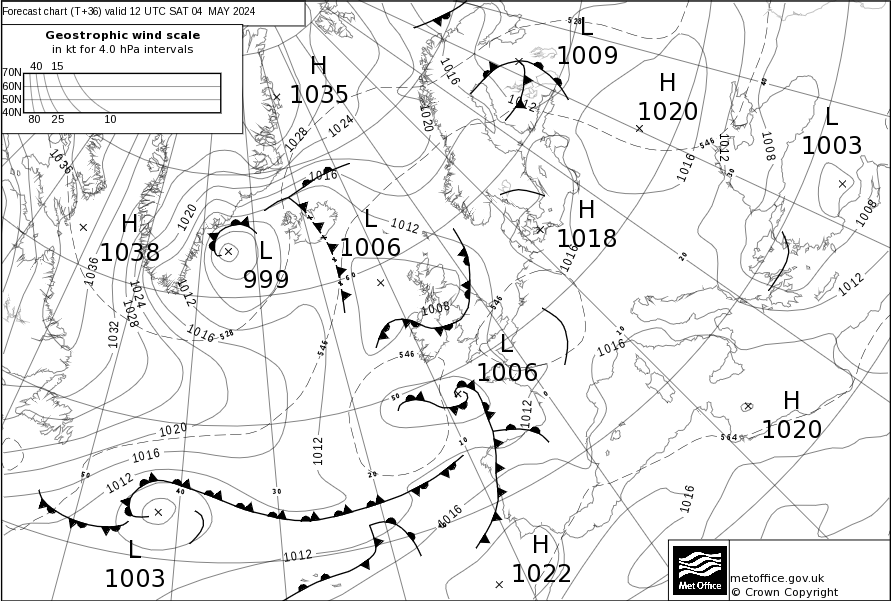 Forecast chart (T+36) valid 12 UTC SAT 04 MAY 2024
Geostrophic wind scale
in kt for 4.0 hPa intervals
40 15
70N
60N
50N
40N
80 25 10
H
1035
L
1009
H
1020
L
1003
H
1038
L
999
L
1006
H
1018
L
1006
H
1020
L
1003
H
1022
528
1016
1012
1020
1028
1024
1036
1016
1020
1012
546
1016
1012
1008
40
30
20
1008
1012
1036
1024
1028
1032
1012
1016
528
546
60
1008
546
546
1016
1016
10
0
50
1012
10
564
1020
1016
1012
1012
50
40
30
20
1016
1016
1012
Met Office
metoffice.gov.uk
© Crown Copyright